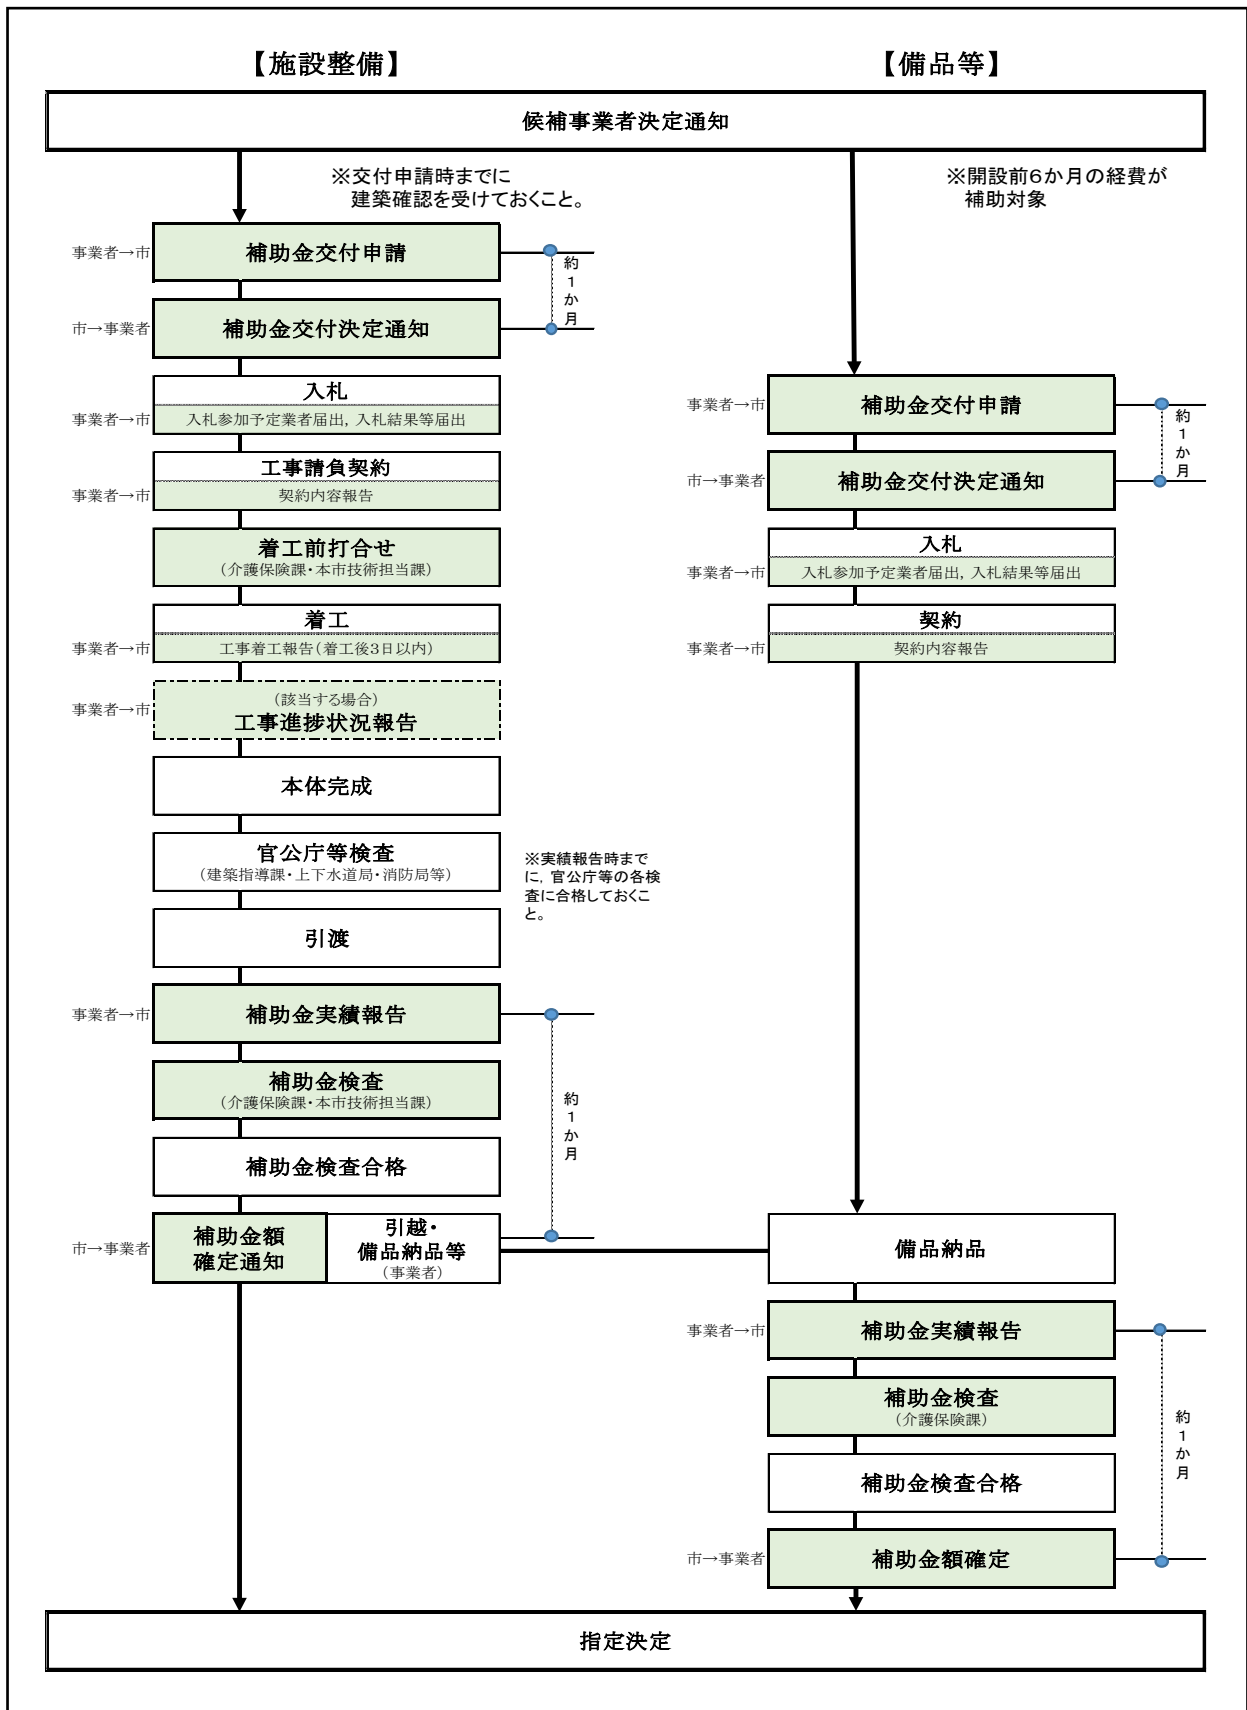 【施設整備】
【備品等】
候補事業者決定通知
※交付申請時までに
建築確認を受けておくこと。
※開設前6か月の経費が
補助対象
事業者→市
補助金交付申請
約1か月
市→事業者
補助金交付決定通知
入札
事業者→市
入札参加予定業者届出，入札結果等届出
工事請負契約
事業者→市
契約内容報告
着工前打合せ
（介護保険課・本市技術担当課）
着工
事業者→市
工事着工報告（着工後3日以内）
事業者→市
（該当する場合）
工事進捗状況報告
本体完成
官公庁等検査
（建築指導課・上下水道局・消防局等）
※実績報告時まで
に，官公庁等の各検
査に合格しておくこ
と。
引渡
事業者→市
補助金実績報告
補助金検査
（介護保険課・本市技術担当課）
約1か月
補助金検査合格
市→事業者
補助金額
確定通知
引越・
備品納品等
（事業者）
事業者→市
補助金交付申請
約1か月
市→事業者
補助金交付決定通知
入札
事業者→市
入札参加予定業者届出，入札結果等届出
契約
事業者→市
契約内容報告
備品納品
事業者→市
補助金実績報告
補助金検査
（介護保険課）
約1か月
補助金検査合格
市→事業者
補助金額確定
指定決定